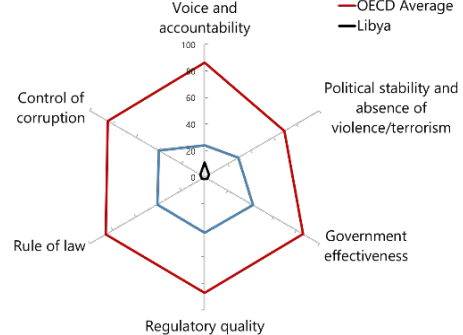 Voice and
accountability
OECD Average
Libya
100
80
60
40
20
0
Political stability and
absence of
violence/terrorism
Control of
corruption
Rule of law
Government
effectiveness
Regulatory quality